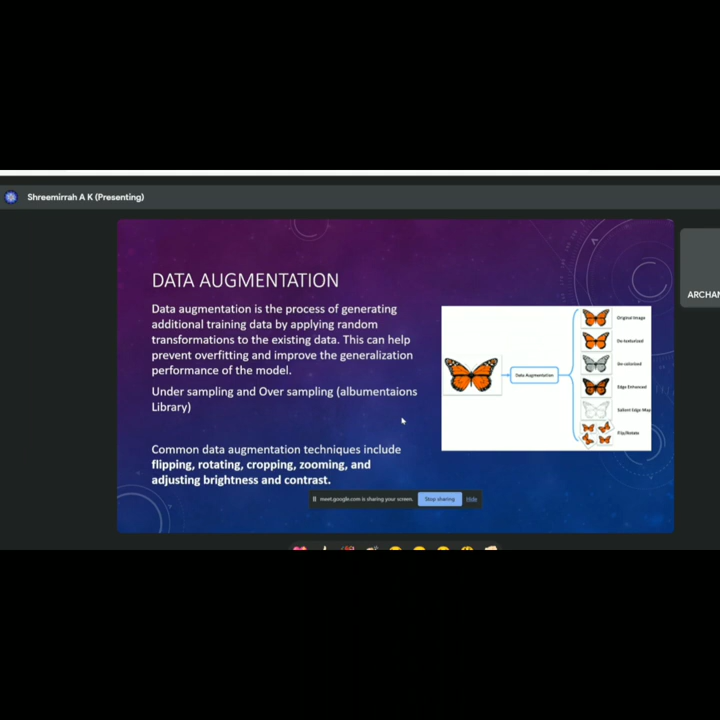 Shreemirrah A K (Presenting)
DATA AUGMENTATION
Data augmentation is the process of generating
additional training data by applying random
transformations to the existing data. This can help
prevent overfitting and improve the generalization
performance of the model.
Under sampling and Over sampling (albumentaions
Library)
Common data augmentation techniques include
flipping, rotating, cropping, zooming, and
adjusting brightness and contrast.
Data Augmentation
Original Image
De-texturized
De-colorized
Edge Enhanced
Salient Edge Map
Flip/Rotate
ARCHAN
meet.google.com is sharing your screen.
Stop sharing
Hide